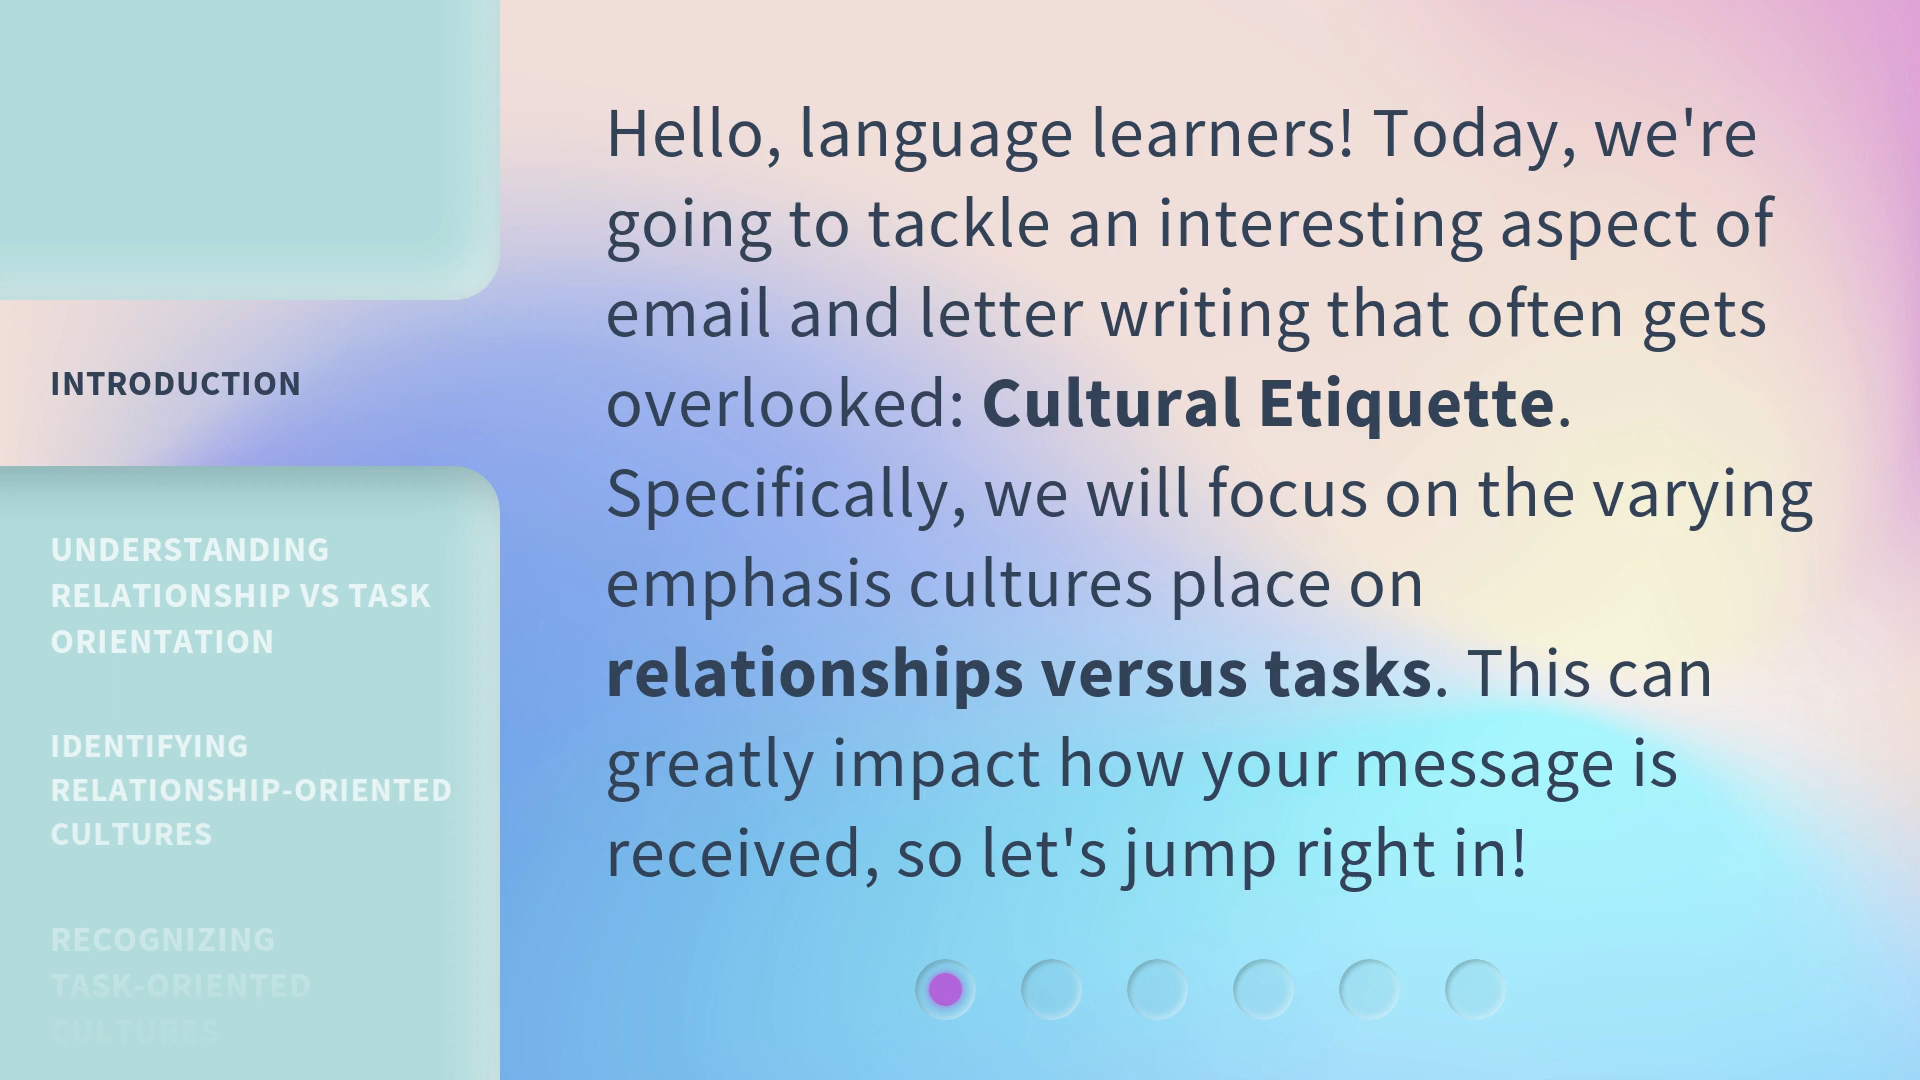 INTRODUCTION
UNDERSTANDING
RELATIONSHIP VS TASK
ORIENTATION
IDENTIFYING
RELATIONSHIP-ORIENTED
CULTURES
RECOGNIZING
TASK-ORIENTED
CULTURES
Hello, language learners! Today, we're
going to tackle an interesting aspect of
email and letter writing that often gets
overlooked: Cultural Etiquette.
Specifically, we will focus on the varying
emphasis cultures place on
relationships versus tasks. This can
greatly impact how your message is
received, so let's jump right in!